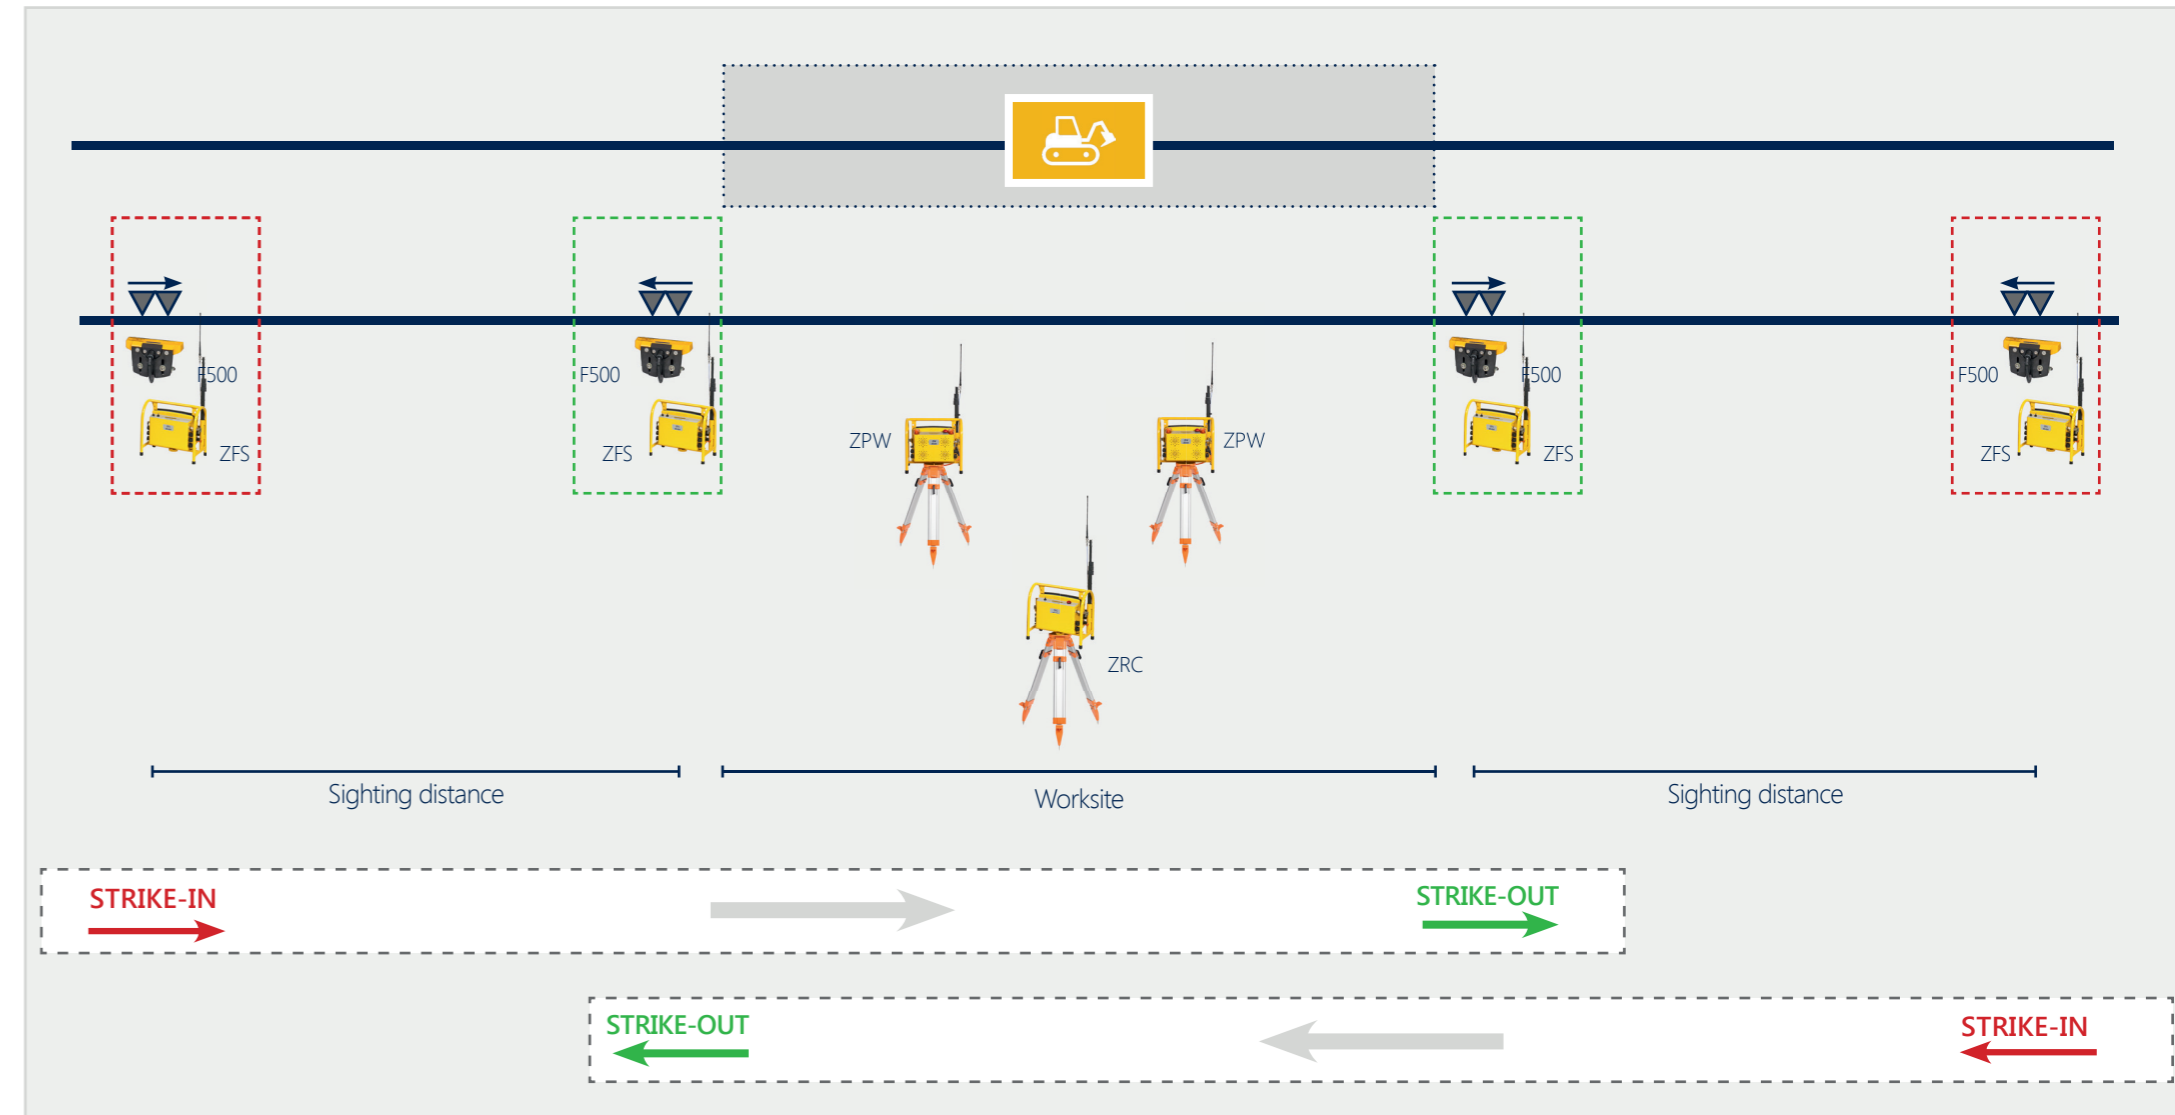 F500
F500
F500
F500
ZFS
ZFS
ZPW
ZPW
ZFS
ZFS
ZRC
Sighting distance
Worksite
Sighting distance
STRIKE-IN
STRIKE-OUT
STRIKE-OUT
STRIKE-IN